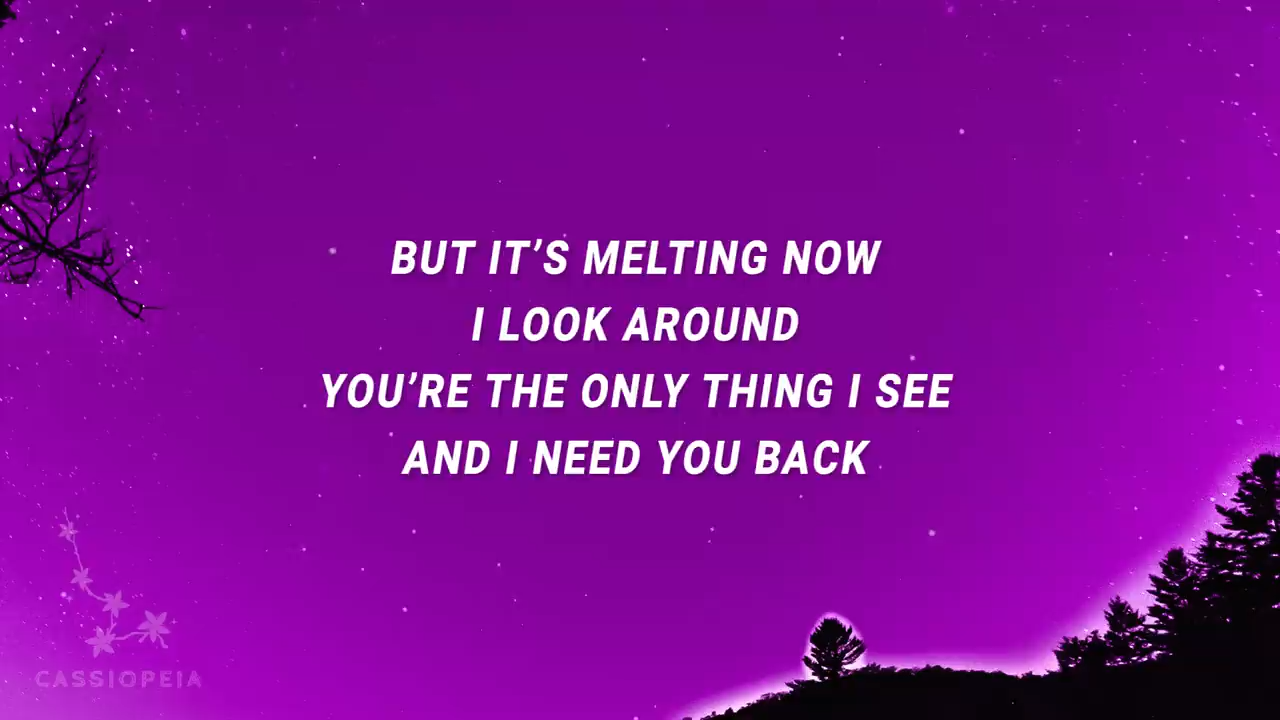 BUT IT’S MELTING NOW
I LOOK AROUND
YOU’RE THE ONLY THING I SEE
AND I NEED YOU BACK
CASSIOPEIA